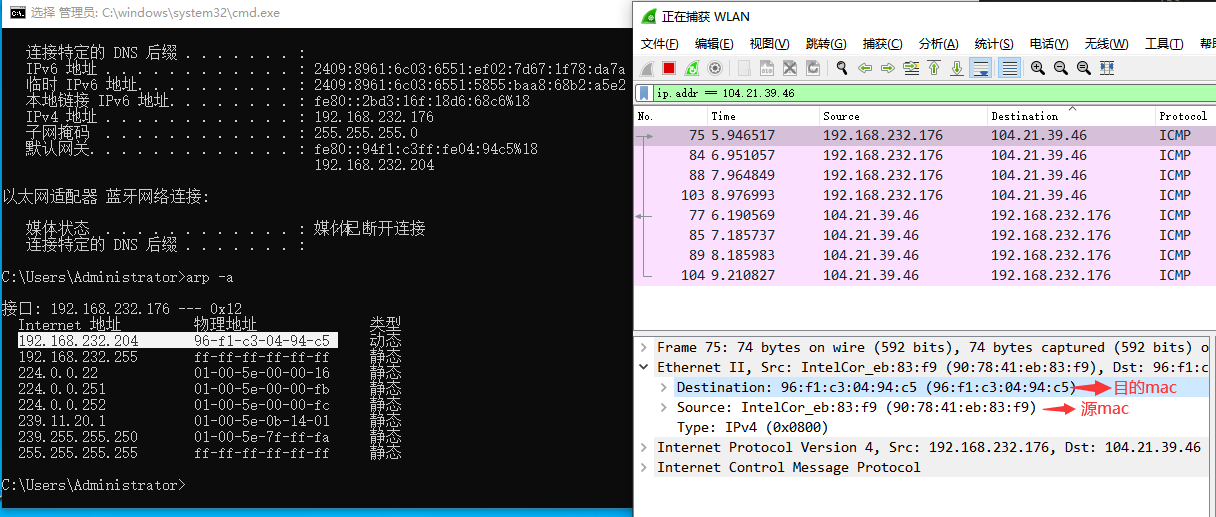 选择 管理员: C:\windows\system32\cmd.exe
连接特定的 DNS 后缀 . . . . . . . :
IPv6 地址 . . . . . . . . . . . . : 2409:8961:6c03:6551:ef02:7d67:1f78:da7a
临时 IPv6 地址. . . . . . . . . . : 2409:8961:6c03:6551:5855:baa8:68b2:a5e2
本地链接 IPv6 地址. . . . . . . . : fe80::2bd3:16f:18d6:68c6%18
IPv4 地址 . . . . . . . . . . . . : 192.168.232.176
子网掩码 . . . . . . . . . . . . : 255.255.255.0
默认网关. . . . . . . . . . . . . : fe80::94f1:c3ff:fe04:94c5%18
192.168.232.204
以太网适配器 蓝牙网络连接:
媒体状态 . . . . . . . . . . . . : 媒体已断开连接
连接特定的 DNS 后缀 . . . . . . . :
C:\Users\Administrator>arp -a
接口: 192.168.232.176 --- 0x12
Internet 地址 物理地址 类型
192.168.232.204 96-f1-c3-04-94-c5 动态
192.168.232.255 ff-ff-ff-ff-ff-ff 静态
224.0.0.22 01-00-5e-00-00-16 静态
224.0.0.251 01-00-5e-00-00-fb 静态
224.0.0.252 01-00-5e-00-00-fc 静态
239.11.20.1 01-00-5e-0b-14-01 静态
239.255.255.250 01-00-5e-7f-ff-fa 静态
255.255.255.255 ff-ff-ff-ff-ff-ff 静态
C:\Users\Administrator>
正在捕获 WLAN
文件(F) 编辑(E) 视图(V) 跳转(G) 捕获(C) 分析(A) 统计(S) 电话(Y) 无线(W) 工具(T) 帮
ip.addr == 104.21.39.46
No. Time Source Destination Protocol
75 5.946517 192.168.232.176 104.21.39.46 ICMP
84 6.951057 192.168.232.176 104.21.39.46 ICMP
88 7.964849 192.168.232.176 104.21.39.46 ICMP
103 8.976993 192.168.232.176 104.21.39.46 ICMP
77 6.190569 104.21.39.46 192.168.232.176 ICMP
85 7.185737 104.21.39.46 192.168.232.176 ICMP
89 8.185983 104.21.39.46 192.168.232.176 ICMP
104 9.210827 104.21.39.46 192.168.232.176 ICMP
Frame 75: 74 bytes on wire (592 bits), 74 bytes captured (592 bits) o
Ethernet II, Src: IntelCor_eb:83:f9 (90:78:41:eb:83:f9), Dst: 96:f1:c
Destination: 96:f1:c3:04:94:c5 (96:f1:c3:04:94:c5) 目的mac
Source: IntelCor_eb:83:f9 (90:78:41:eb:83:f9) 源mac
Type: IPv4 (0x0800)
Internet Protocol Version 4, Src: 192.168.232.176, Dst: 104.21.39.46
Internet Control Message Protocol